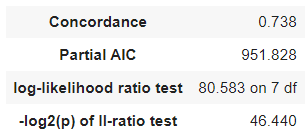 Concordance 0.738
Partial AIC 951.828
log-likelihood ratio test 80.583 on 7 df
-log2(p) of ll-ratio test 46.440